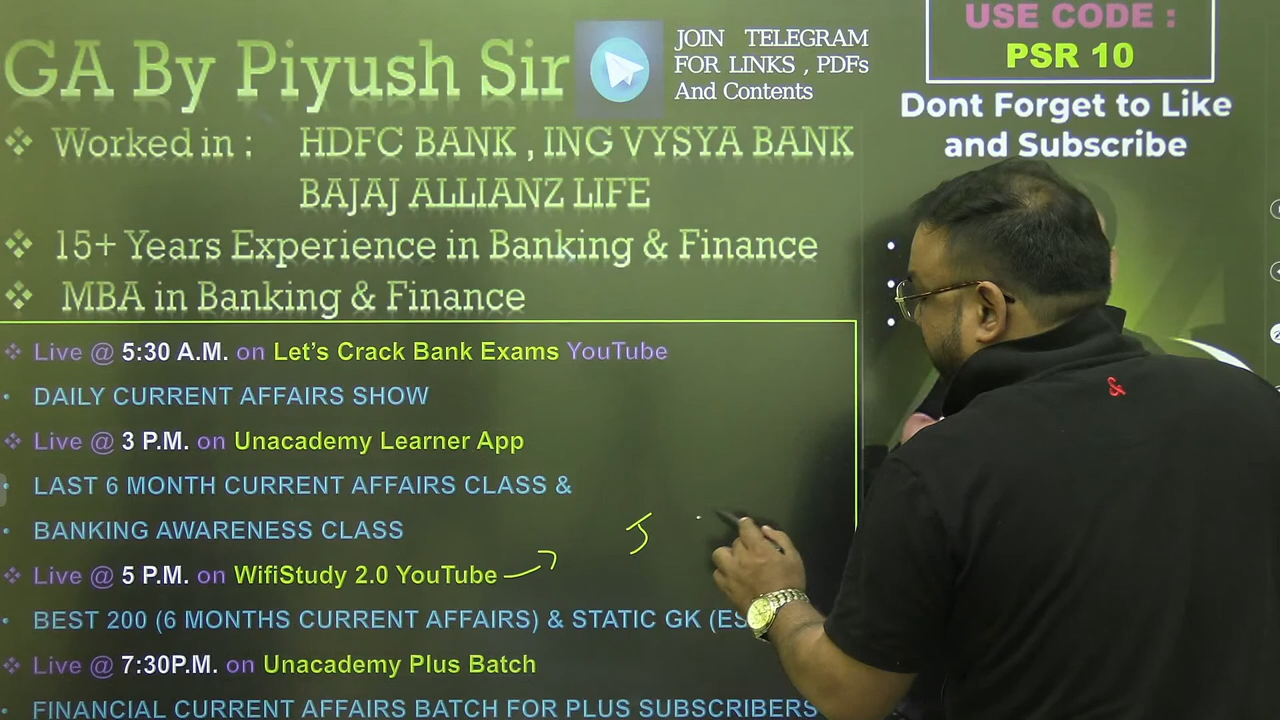 GA By Piyush Sir
JOIN TELEGRAM
FOR LINKS , PDFs
And Contents
USE CODE :
PSR 10
Dont Forget to Like
and Subscribe
❖ Worked in : HDFC BANK , ING VYSYA BANK
BAJAJ ALLIANZ LIFE
❖ 15+ Years Experience in Banking & Finance
❖ MBA in Banking & Finance
❖ Live @ 5:30 A.M. on Let’s Crack Bank Exams YouTube
• DAILY CURRENT AFFAIRS SHOW
❖ Live @ 3 P.M. on Unacademy Learner App
• LAST 6 MONTH CURRENT AFFAIRS CLASS &
• BANKING AWARENESS CLASS
❖ Live @ 5 P.M. on WifiStudy 2.0 YouTube
• BEST 200 (6 MONTHS CURRENT AFFAIRS) & STATIC GK (ES
❖ Live @ 7:30P.M. on Unacademy Plus Batch
• FINANCIAL CURRENT AFFAIRS BATCH FOR PLUS SUBSCRIBERS
&